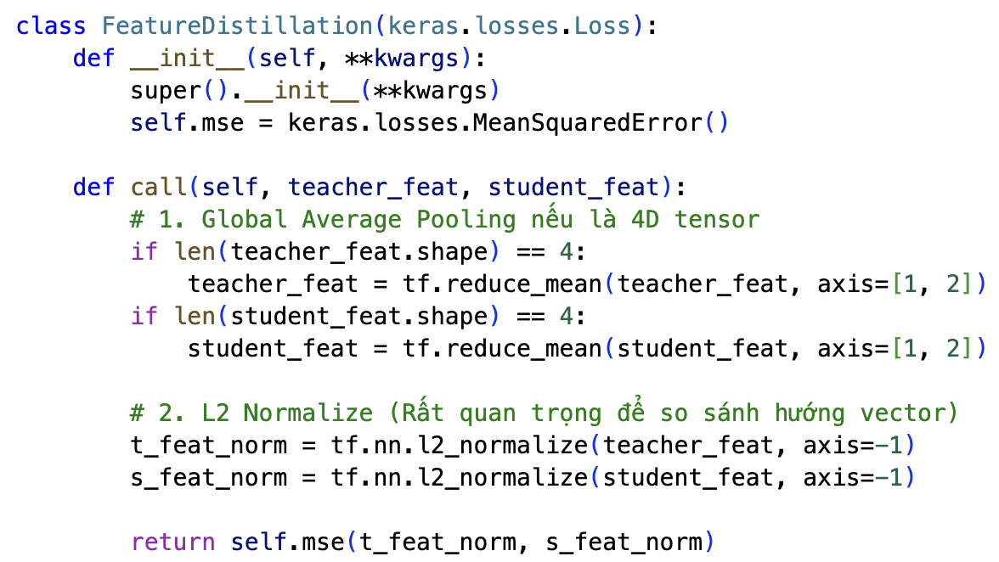 class FeatureDistillation(keras.losses.Loss):
    def __init__(self, **kwargs):
        super().__init__(**kwargs)
        self.mse = keras.losses.MeanSquaredError()

    def call(self, teacher_feat, student_feat):
        # 1. Global Average Pooling nếu là 4D tensor
        if len(teacher_feat.shape) == 4:
            teacher_feat = tf.reduce_mean(teacher_feat, axis=[1, 2])
        if len(student_feat.shape) == 4:
            student_feat = tf.reduce_mean(student_feat, axis=[1, 2])

        # 2. L2 Normalize (Rất quan trọng để so sánh hướng vector)
        t_feat_norm = tf.nn.l2_normalize(teacher_feat, axis=-1)
        s_feat_norm = tf.nn.l2_normalize(student_feat, axis=-1)

        return self.mse(t_feat_norm, s_feat_norm)